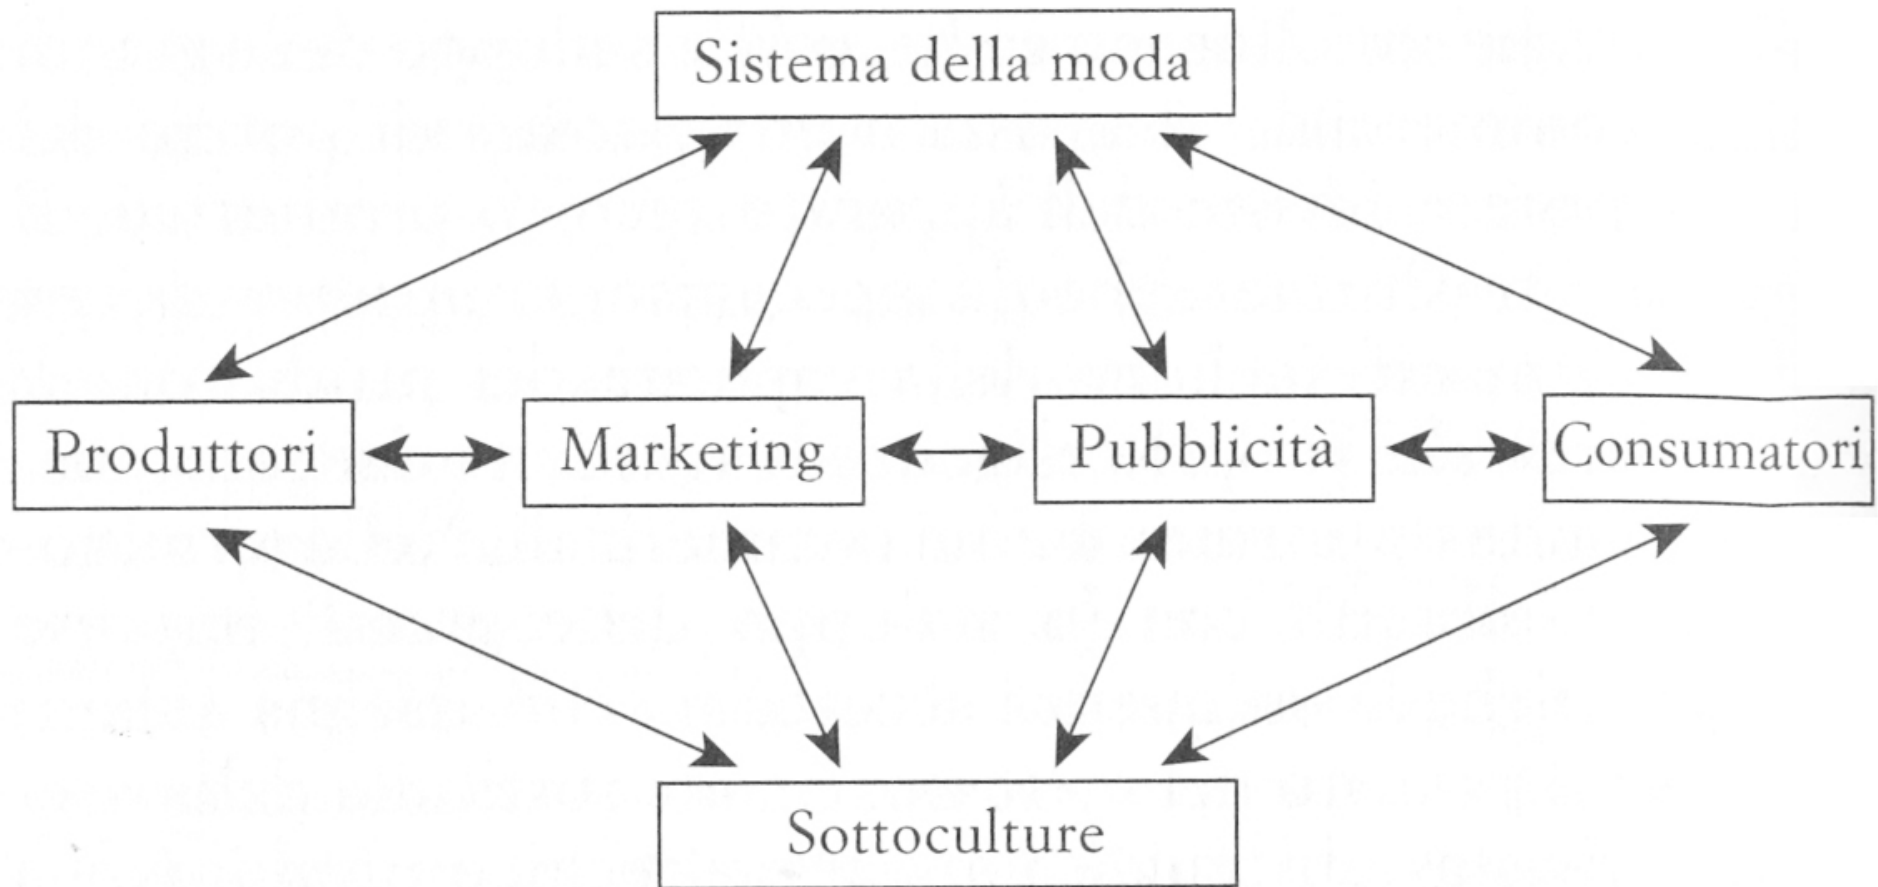 Sistema della moda
Produttori
Marketing
Pubblicità
Consumatori
Sottoculture